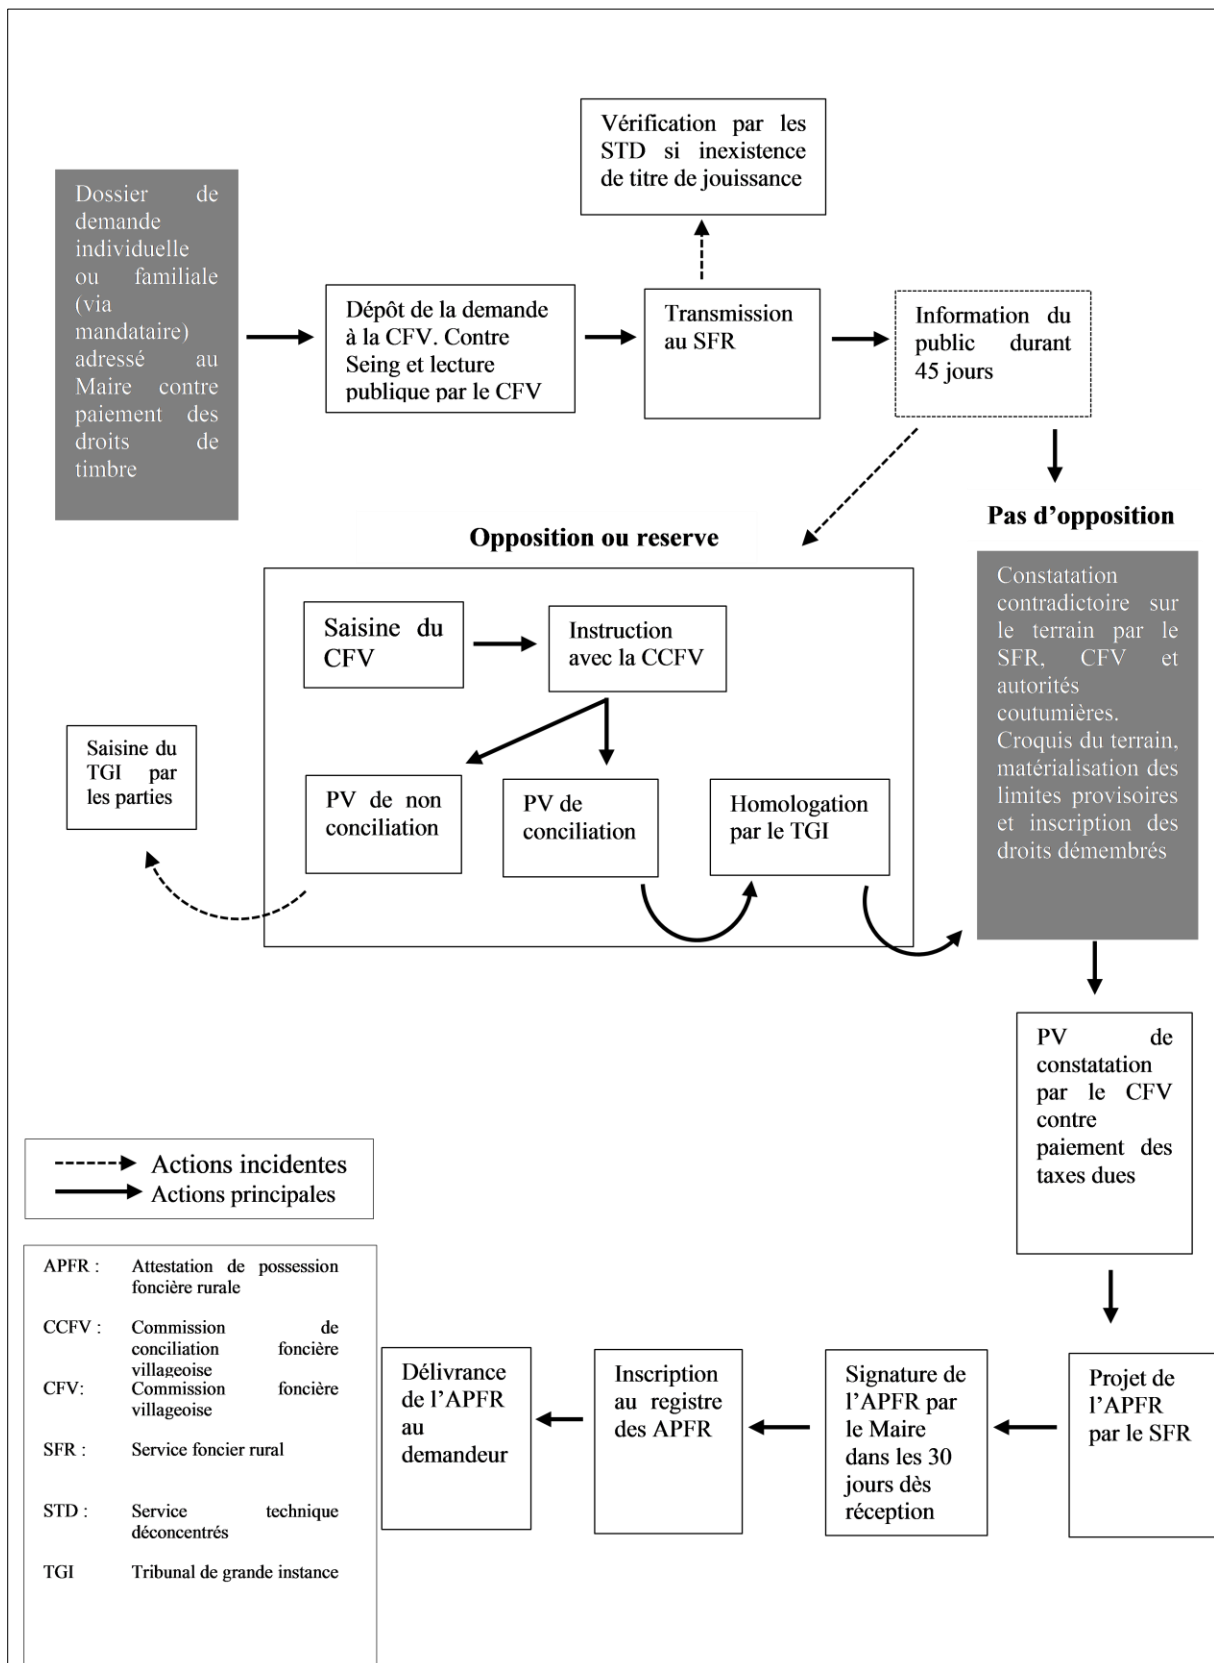 Vérification par les
STD si inexistence
de titre de jouissance
Dossier de
demande
individuelle
ou familiale
(via
mandataire)
adressé au
Maire contre
paiement des
droits de
timbre
Dépôt de la demande
à la CFV. Contre
Seing et lecture
publique par le CFV
Transmission
au SFR
Information du
public durant
45 jours
Pas d’opposition
Opposition ou reserve
Saisine du
CFV
Instruction
avec la CCFV
Constatation
contradictoire sur
le terrain par le
SFR, CFV et
autorités
coutumières.
Croquis du terrain,
matérialisation des
limites provisoires
et inscription des
droits démembrés
Saisine du
TGI par
les parties
PV de non
conciliation
PV de
conciliation
Homologation
par le TGI
PV de
constatation
par le CFV
contre
paiement des
taxes dues
Actions incidentes
Actions principales
APFR : Attestation de possession
foncière rurale
CCFV : Commission de
conciliation foncière
villageoise
CFV: Commission foncière
villageoise
SFR : Service foncier rural
STD : Service technique
déconcentrés
TGI Tribunal de grande instance
Délivrance
de l’APFR
au
demandeur
Inscription
au registre
des APFR
Signature de
l’APFR par
le Maire
dans les 30
jours dès
réception
Projet de
l’APFR
par le SFR